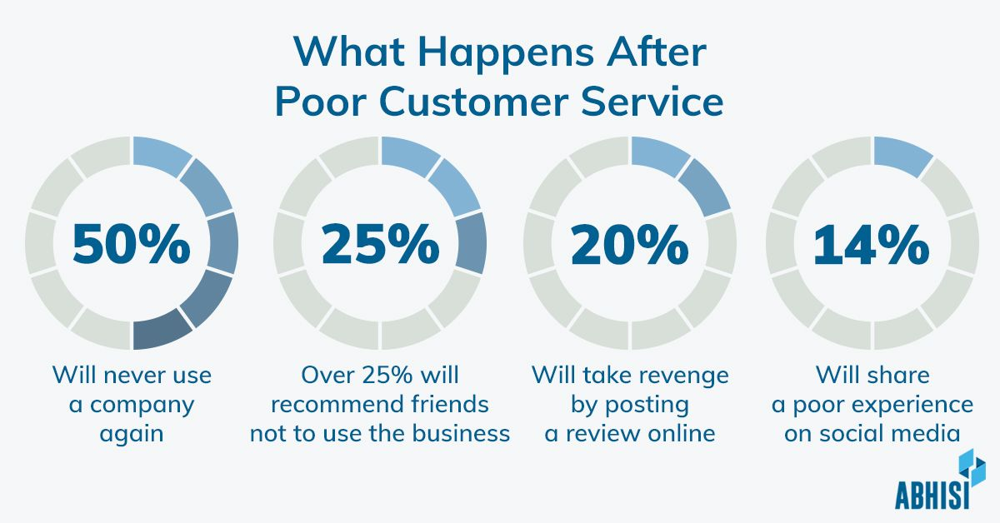 What Happens After
Poor Customer Service
50%
25%
20%
14%
Will never use
a company
again
Over 25% will
recommend friends
not to use the business
Will take revenge
by posting
a review online
Will share
a poor experience
on social media
ABHISI